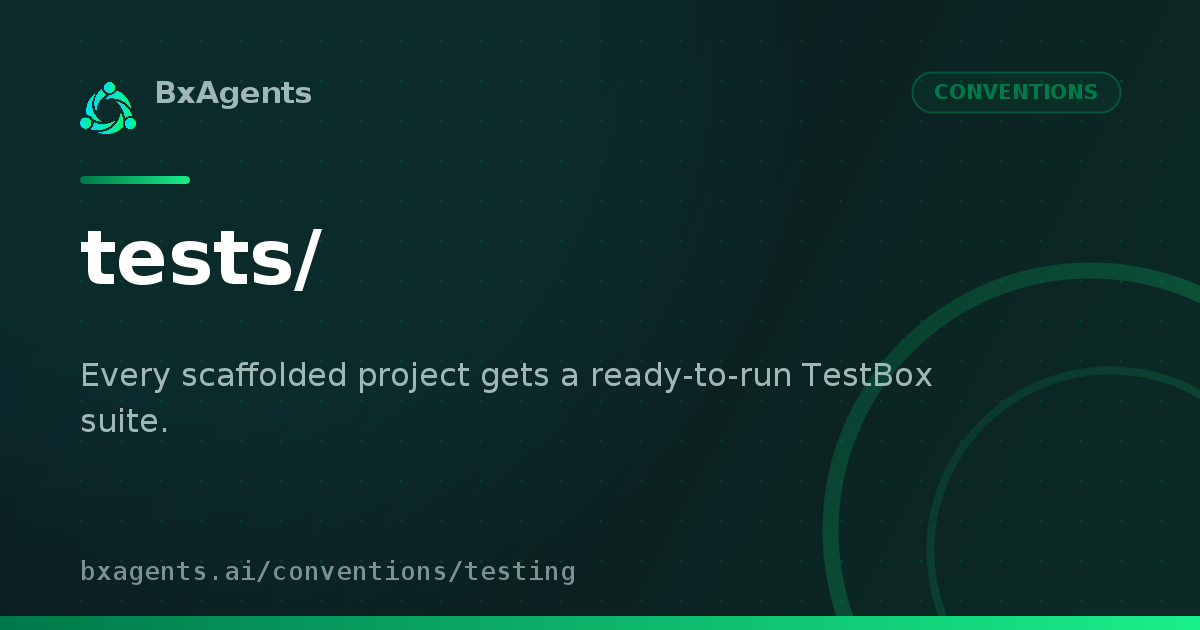 BxAgents
CONVENTIONS
tests/
Every scaffolded project gets a ready-to-run TestBox
suite.
bxagents.ai/conventions/testing